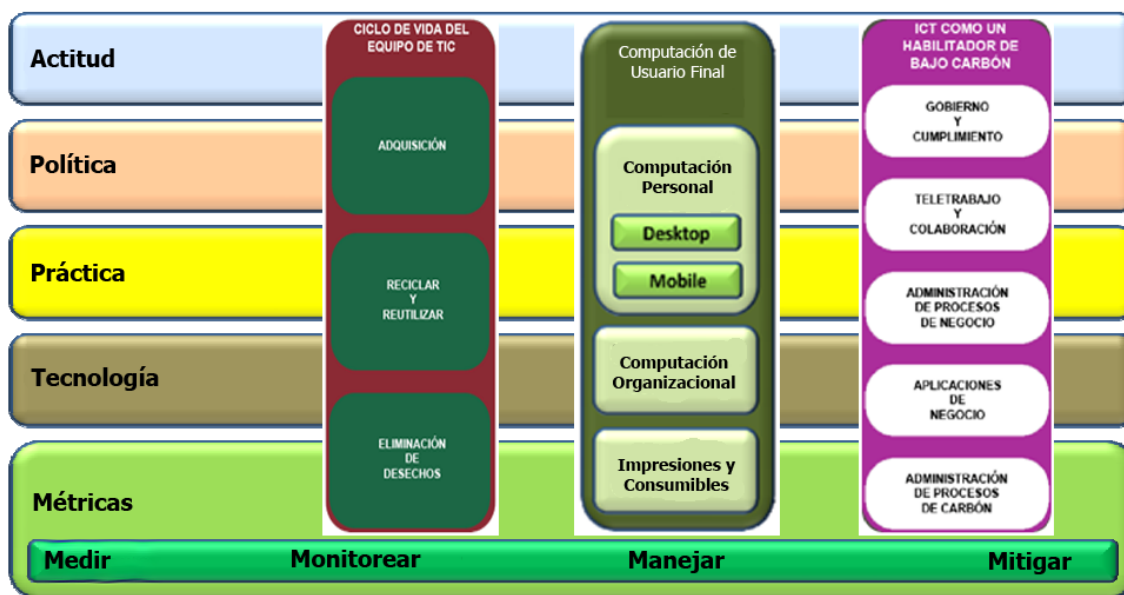 Actitud
Política
Práctica
Tecnología
Métricas
CICLO DE VIDA DEL
EQUIPO DE TIC
ADQUISICIÓN
RECICLAR
Y
REUTILIZAR
ELIMINACIÓN
DE
DESECHOS
Computación de
Usuario Final
Computación
Personal
Desktop
Mobile
Computación
Organizacional
Impresiones y
Consumibles
ICT COMO UN
HABILITADOR DE
BAJO CARBÓN
GOBIERNO
Y
CUMPLIMIENTO
TELETRABAJO
Y
COLABORACIÓN
ADMINISTRACIÓN
DE PROCESOS
DE NEGOCIO
APLICACIONES
DE
NEGOCIO
ADMINISTRACIÓN
DE PROCESOS
DE CARBÓN
Medir Monitorear Manejar Mitigar